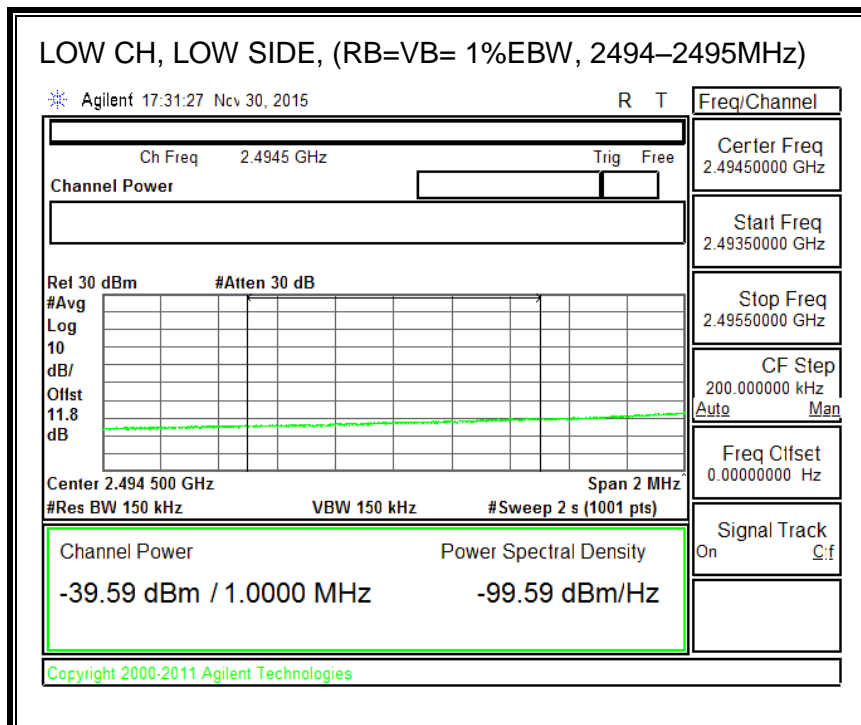 LOW CH, LOW SIDE, (RB=VB= 1%EBW, 2494–2495MHz)
Agilent 17:31:27 Nov 30, 2015 R T
Freq/Channel
Ch Freq 2.4945 GHz Trig Free
Channel Power
Center Freq
2.49450000 GHz
Start Freq
2.49350000 GHz
Stop Freq
2.49550000 GHz
CF Step
200.000000 kHz
Auto Man
Freq Offset
0.00000000 Hz
Signal Track
On Off
Ref 30 dBm #Atten 30 dB
#Avg
Log
10
dB/
Offst
11.8
dB
Center 2.494 500 GHz Span 2 MHz
#Res BW 150 kHz VBW 150 kHz #Sweep 2 s (1001 pts)
Channel Power Power Spectral Density
-39.59 dBm / 1.0000 MHz -99.59 dBm/Hz
Copyright 2000-2011 Agilent Technologies